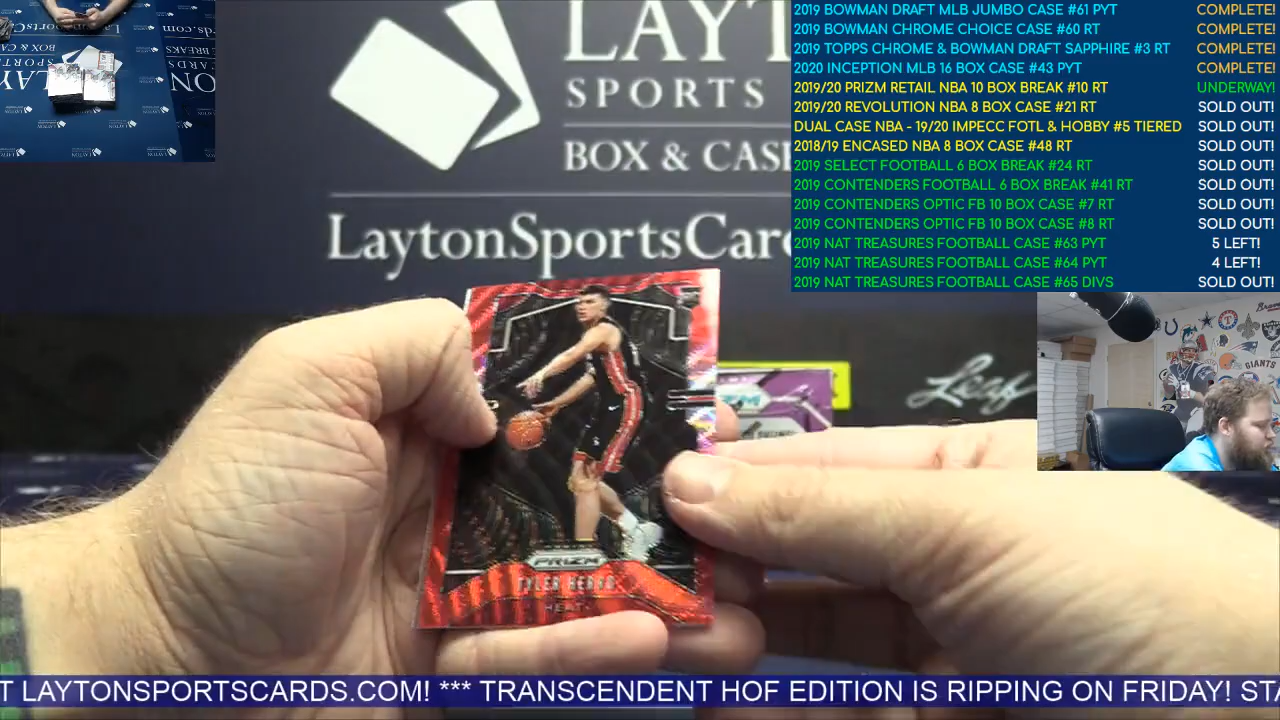 LAYT
SPORTS
BOX & CAS
LaytonSportsCar
2019 BOWMAN DRAFT MLB JUMBO CASE #61 PYT COMPLETE!
2019 BOWMAN CHROME CHOICE CASE #60 RT COMPLETE!
2019 TOPPS CHROME & BOWMAN DRAFT SAPPHIRE #3 RT COMPLETE!
2020 INCEPTION MLB 16 BOX CASE #43 PYT COMPLETE!
2019/20 PRIZM RETAIL NBA 10 BOX BREAK #10 RT UNDERWAY!
2019/20 REVOLUTION NBA 8 BOX CASE #21 RT SOLD OUT!
DUAL CASE NBA - 19/20 IMPECC FOTL & HOBBY #5 TIERED SOLD OUT!
2018/19 ENCASED NBA 8 BOX CASE #48 RT SOLD OUT!
2019 SELECT FOOTBALL 6 BOX BREAK #24 RT SOLD OUT!
2019 CONTENDERS FOOTBALL 6 BOX BREAK #41 RT SOLD OUT!
2019 CONTENDERS OPTIC FB 10 BOX CASE #7 RT SOLD OUT!
2019 CONTENDERS OPTIC FB 10 BOX CASE #8 RT SOLD OUT!
2019 NAT TREASURES FOOTBALL CASE #63 PYT 5 LEFT!
2019 NAT TREASURES FOOTBALL CASE #64 PYT 4 LEFT!
2019 NAT TREASURES FOOTBALL CASE #65 DIVS SOLD OUT!
Leaf
GIANTS
PRIZM
TYLER HERRO
HEAT
T LAYTONSPORTSCARDS.COM! *** TRANSCENDENT HOF EDITION IS RIPPING ON FRIDAY! STA